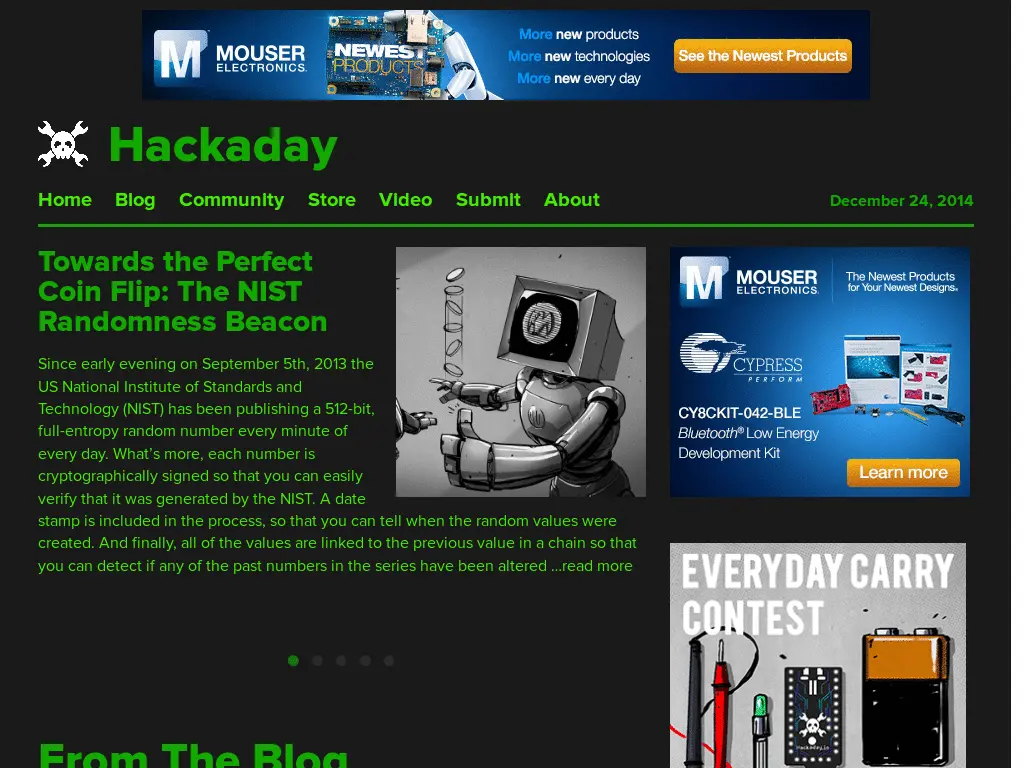 MOUSER
ELECTRONICS
NEWEST
PRODUCTS
More new products
More new technologies
More new every day
See the Newest Products
Hackaday
Home Blog Community Store Video Submit About
December 24, 2014
Towards the Perfect
Coin Flip: The NIST
Randomness Beacon
Since early evening on September 5th, 2013 the
US National Institute of Standards and
Technology (NIST) has been publishing a 512-bit,
full-entropy random number every minute of
every day. What’s more, each number is
cryptographically signed so that you can easily
verify that it was generated by the NIST. A date
stamp is included in the process, so that you can tell when the random values were
created. And finally, all of the values are linked to the previous value in a chain so that
you can detect if any of the past numbers in the series have been altered ...read more
MOUSER
ELECTRONICS
The Newest Products
for Your Newest Designs®
CYPRESS
PERFORM
CY8CKIT-042-BLE
Bluetooth® Low Energy
Development Kit
Learn more
EVERYDAY CARRY
CONTEST
Hackaday.io
From The Blog